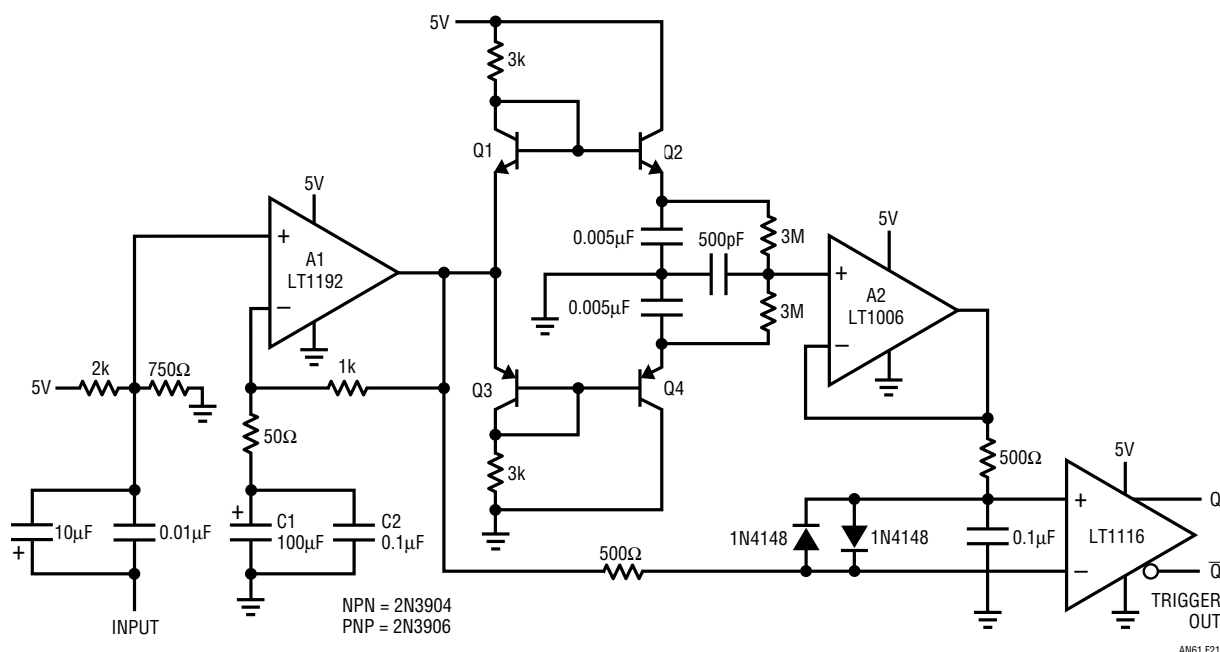 5V
3k
Q1
Q2
5V
+
A1
LT1192
−
0.005µF
500pF
3M
5V
+
A2
LT1006
−
0.005µF
3M
2k
750Ω
5V
1k
Q3
Q4
50Ω
3k
500Ω
5V
+
Q
10µF
+
0.01µF
+
C1
100µF
C2
0.1µF
1N4148
1N4148
0.1µF
LT1116
500Ω
−
Q̅
TRIGGER
OUT
INPUT
NPN = 2N3904
PNP = 2N3906
AN61 F21